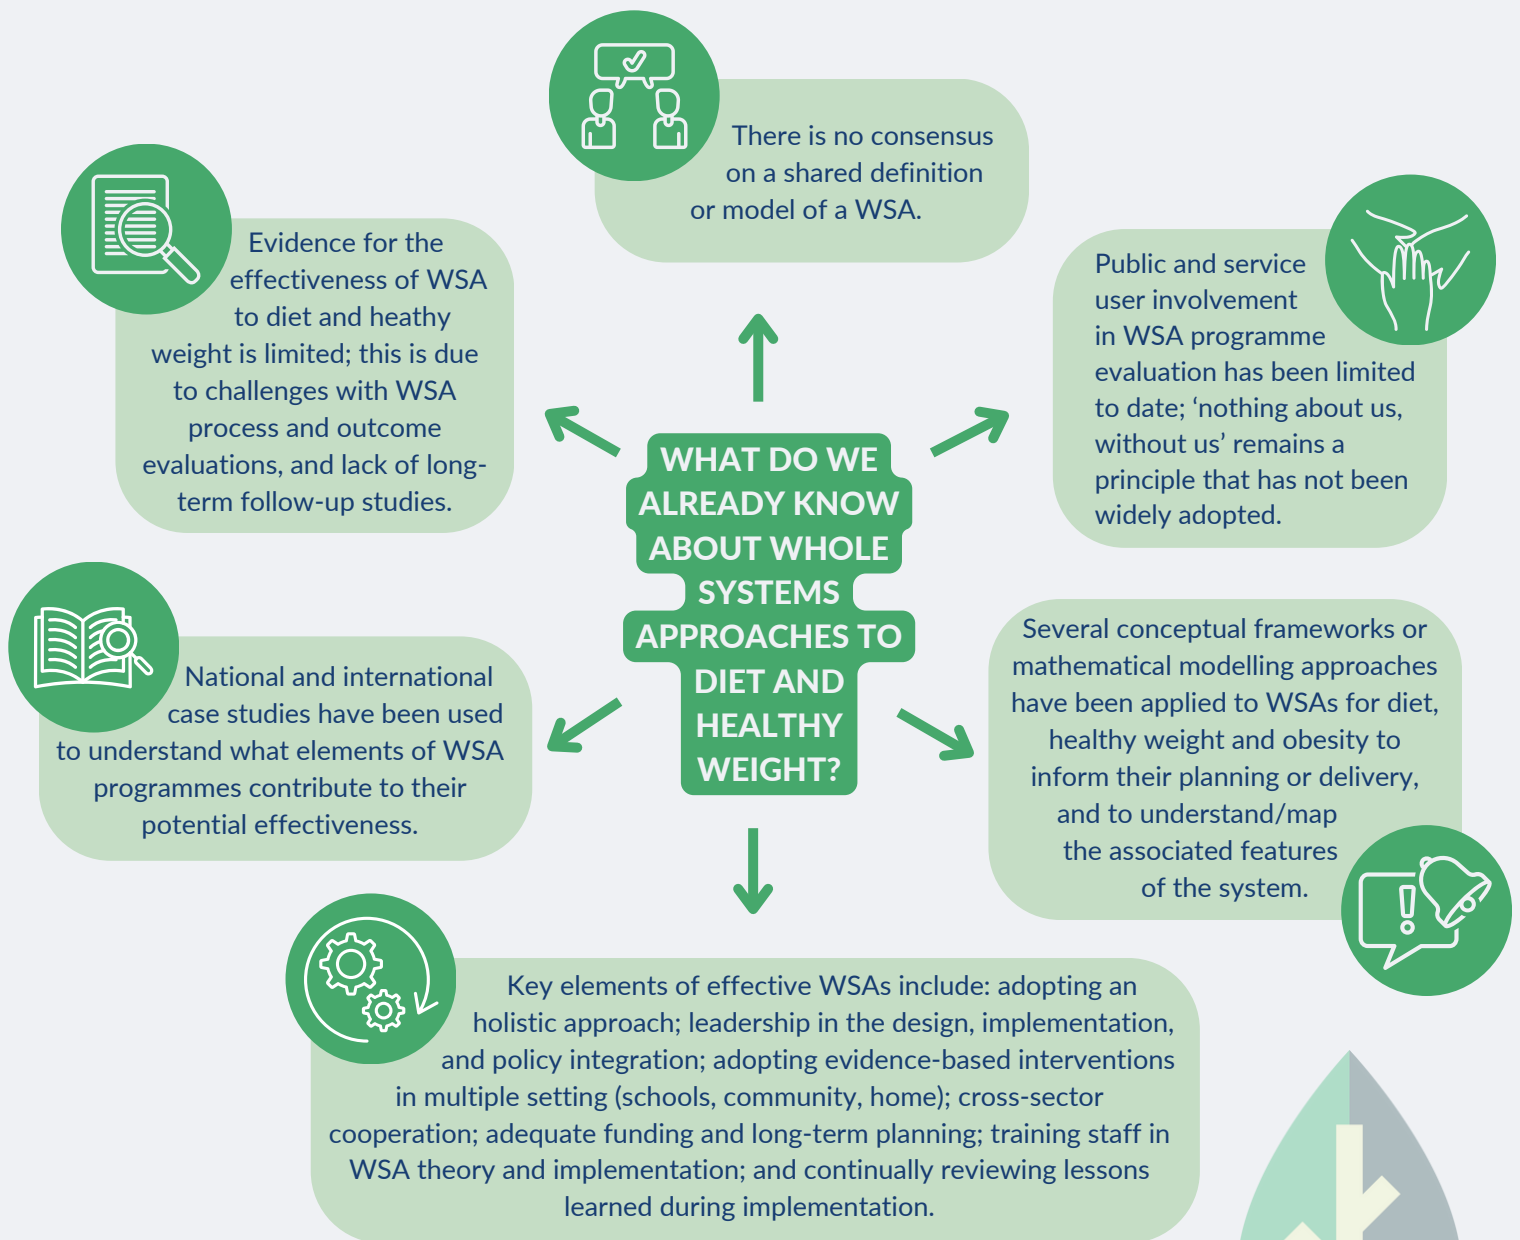 There is no consensus
on a shared definition
or model of a WSA.
Evidence for the
effectiveness of WSA
to diet and heathy
weight is limited; this is due
to challenges with WSA
process and outcome
evaluations, and lack of long-
term follow-up studies.
Public and service
user involvement
in WSA programme
evaluation has been limited
to date; ‘nothing about us,
without us’ remains a
principle that has not been
widely adopted.
WHAT DO WE
ALREADY KNOW
ABOUT WHOLE
SYSTEMS
APPROACHES TO
DIET AND
HEALTHY
WEIGHT?
National and international
case studies have been used
to understand what elements of WSA
programmes contribute to their
potential effectiveness.
Several conceptual frameworks or
mathematical modelling approaches
have been applied to WSAs for diet,
healthy weight and obesity to
inform their planning or delivery,
and to understand/map
the associated features
of the system.
Key elements of effective WSAs include: adopting an
holistic approach; leadership in the design, implementation,
and policy integration; adopting evidence-based interventions
in multiple setting (schools, community, home); cross-sector
cooperation; adequate funding and long-term planning; training staff in
WSA theory and implementation; and continually reviewing lessons
learned during implementation.